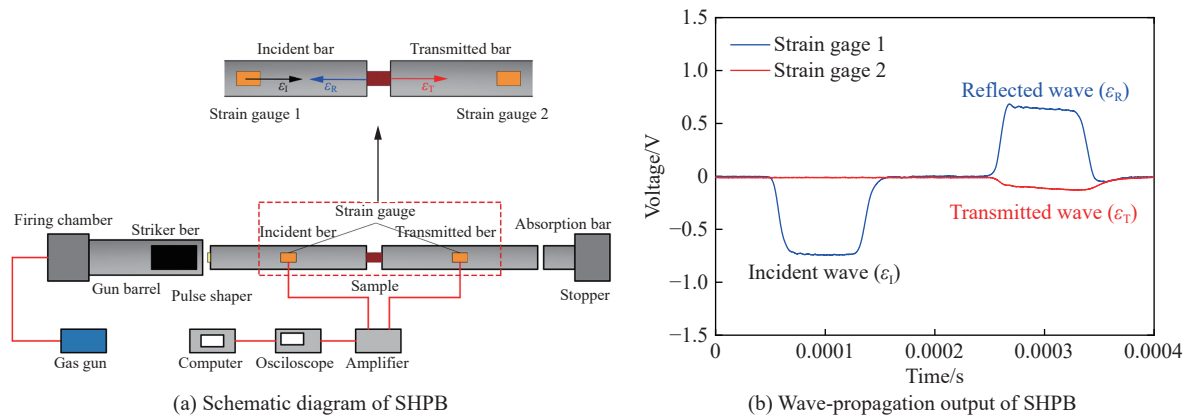 Incident bar
Transmitted bar
εI
εR
εT
Strain gauge 1
Strain gauge 2
Firing chamber
Striker ber
Strain gauge
Incident ber
Transmitted ber
Absorption bar
Gun barrel
Pulse shaper
Sample
Stopper
Gas gun
Computer
Osciloscope
Amplifier
(a) Schematic diagram of SHPB
1.5
1.0
0.5
0
−0.5
−1.0
−1.5
Voltage/V
Strain gage 1
Strain gage 2
Reflected wave (εR)
Transmitted wave (εT)
Incident wave (εI)
0
0.0001
0.0002
0.0003
0.0004
Time/s
(b) Wave-propagation output of SHPB